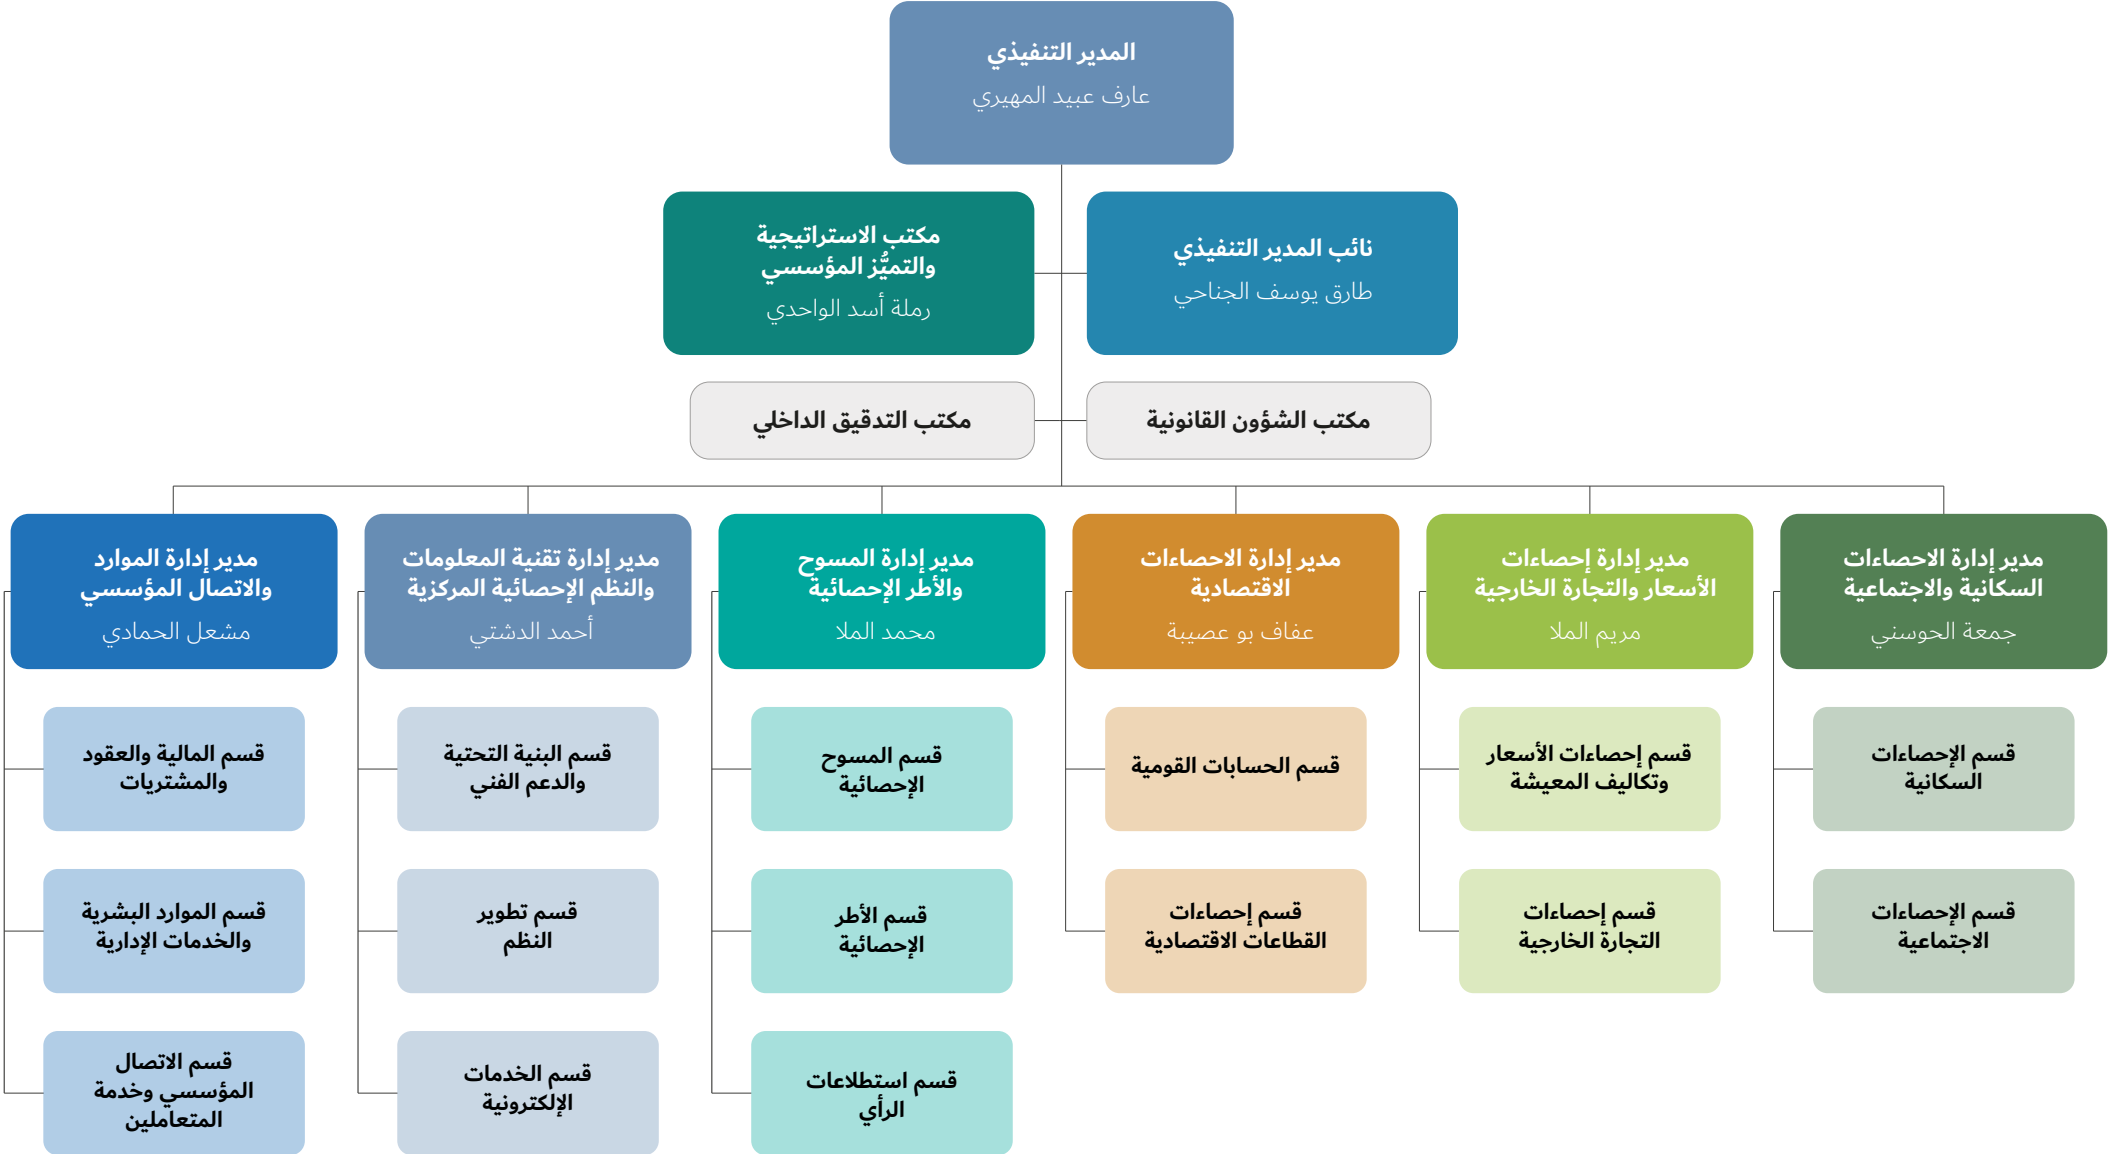 المدير التنفيذي
عارف عبيد المهيري
نائب المدير التنفيذي
طارق يوسف الجناحي
مكتب الاستراتيجية
والتميُّز المؤسسي
رملة أسد الواحدي
مكتب الشؤون القانونية
مكتب التدقيق الداخلي
مدير إدارة الاحصاءات
السكانية والاجتماعية
جمعة الحوسني
قسم الإحصاءات
السكانية
قسم الإحصاءات
الاجتماعية
مدير إدارة إحصاءات
الأسعار والتجارة الخارجية
مريم الملا
قسم إحصاءات الأسعار
وتكاليف المعيشة
قسم إحصاءات
التجارة الخارجية
مدير إدارة الاحصاءات
الاقتصادية
عفاف بو عصيبة
قسم الحسابات القومية
قسم إحصاءات
القطاعات الاقتصادية
مدير إدارة المسوح
والأطر الإحصائية
محمد الملا
قسم المسوح
الإحصائية
قسم الأطر
الإحصائية
قسم استطلاعات
الرأي
مدير إدارة تقنية المعلومات
والنظم الإحصائية المركزية
أحمد الدشتي
قسم البنية التحتية
والدعم الفني
قسم تطوير
النظم
قسم الخدمات
الإلكترونية
مدير إدارة الموارد
والاتصال المؤسسي
مشعل الحمادي
قسم المالية والعقود
والمشتريات
قسم الموارد البشرية
والخدمات الإدارية
قسم الاتصال
المؤسسي وخدمة
المتعاملين